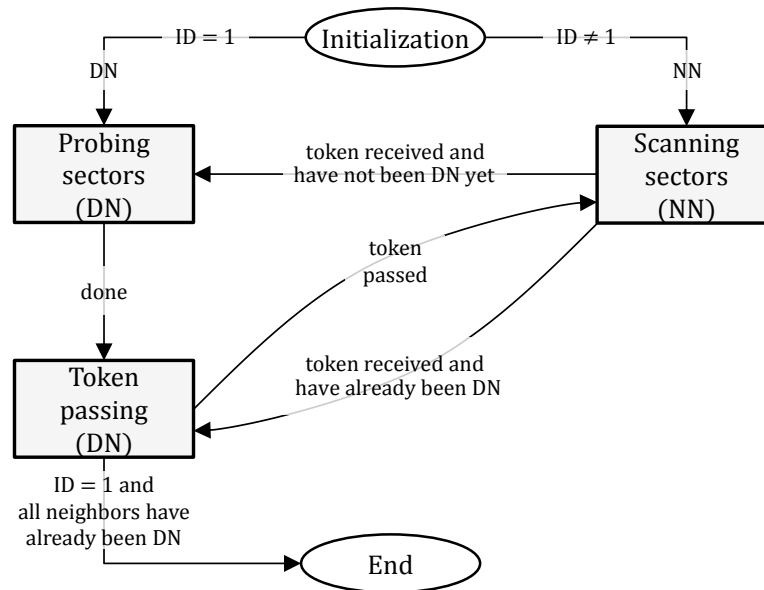 ID = 1
Initialization
ID ≠ 1
DN
NN
Probing
sectors
(DN)
token received and
have not been DN yet
Scanning
sectors
(NN)
token
passed
done
token received and
have already been DN
Token
passing
(DN)
ID = 1 and
all neighbors have
already been DN
End